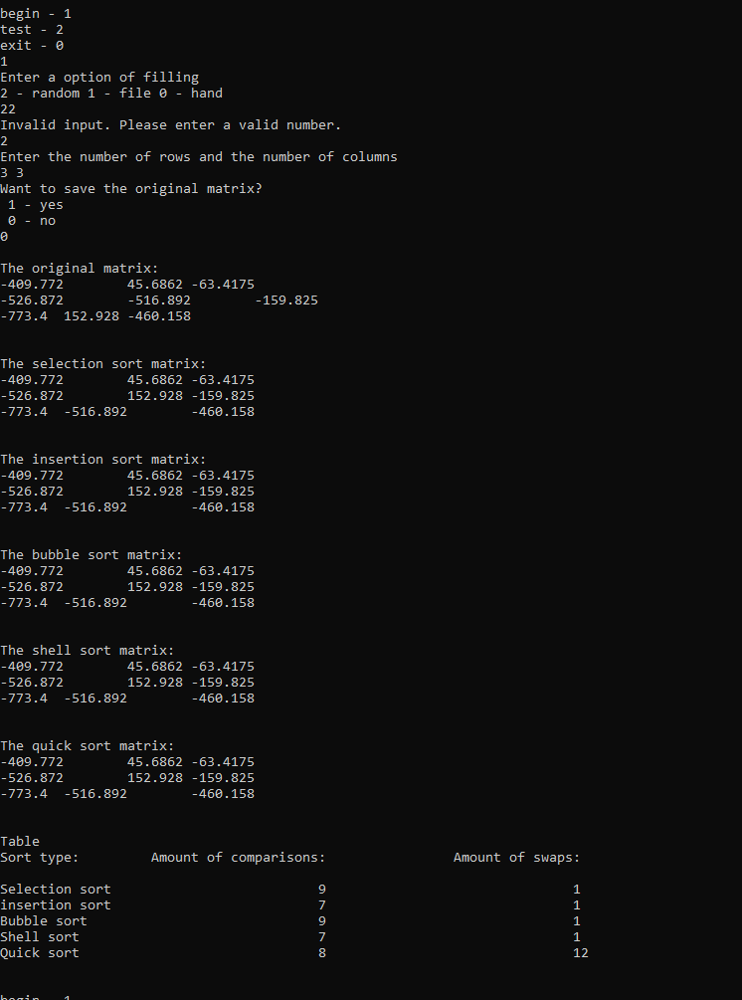 begin - 1
test - 2
exit - 0
1
Enter a option of filling
2 - random 1 - file 0 - hand
22
Invalid input. Please enter a valid number.
2
Enter the number of rows and the number of columns
3 3
Want to save the original matrix?
1 - yes
0 - no
0
The original matrix:
-409.772 45.6862 -63.4175
-526.872 -516.892 -159.825
-773.4 152.928 -460.158
The selection sort matrix:
-409.772 45.6862 -63.4175
-526.872 152.928 -159.825
-773.4 -516.892 -460.158
The insertion sort matrix:
-409.772 45.6862 -63.4175
-526.872 152.928 -159.825
-773.4 -516.892 -460.158
The bubble sort matrix:
-409.772 45.6862 -63.4175
-526.872 152.928 -159.825
-773.4 -516.892 -460.158
The shell sort matrix:
-409.772 45.6862 -63.4175
-526.872 152.928 -159.825
-773.4 -516.892 -460.158
The quick sort matrix:
-409.772 45.6862 -63.4175
-526.872 152.928 -159.825
-773.4 -516.892 -460.158
Table
Sort type: Amount of comparisons: Amount of swaps:
Selection sort 9 1
insertion sort 7 1
Bubble sort 9 1
Shell sort 7 1
Quick sort 8 12
begin - 1